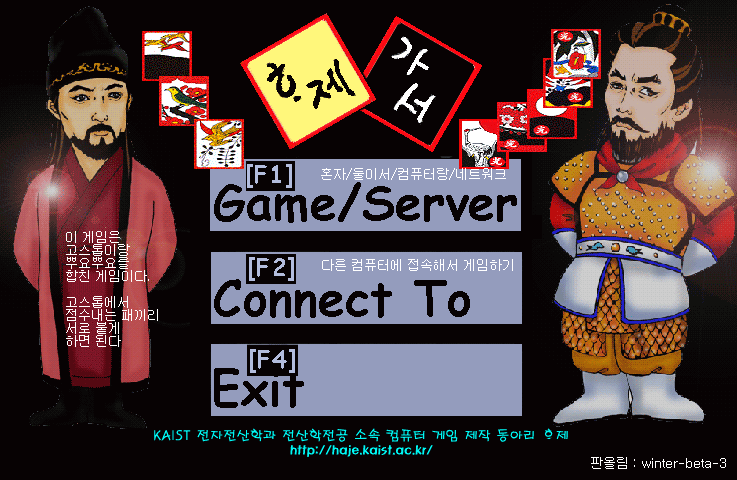 하제
가서
[F1]
혼자/둘이서/컴퓨터랑/네트워크
Game/Server
[F2]
다른 컴퓨터에 접속해서 게임하기
Connect To
[F4]
Exit
이 게임은
고스톱이랑
뿌요뿌요를
합친 게임이다.
고스톱에서
점수내는 패끼리
서로 붙게
하면 된다
KAIST 전자전산학과 전산학전공 소속 컴퓨터 게임 제작 동아리 하제
http://haje.kaist.ac.kr/
판올림 : winter-beta-3